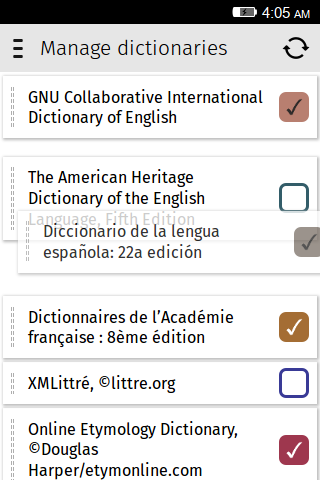 4:05 AM
Manage dictionaries
GNU Collaborative International
Dictionary of English
The American Heritage
Dictionary of the English
Language, Fifth Edition
Diccionario de la lengua
española: 22a edición
Dictionnaires de l’Académie
française : 8ème édition
XMLittré, ©littre.org
Online Etymology Dictionary,
©Douglas
Harper/etymonline.com